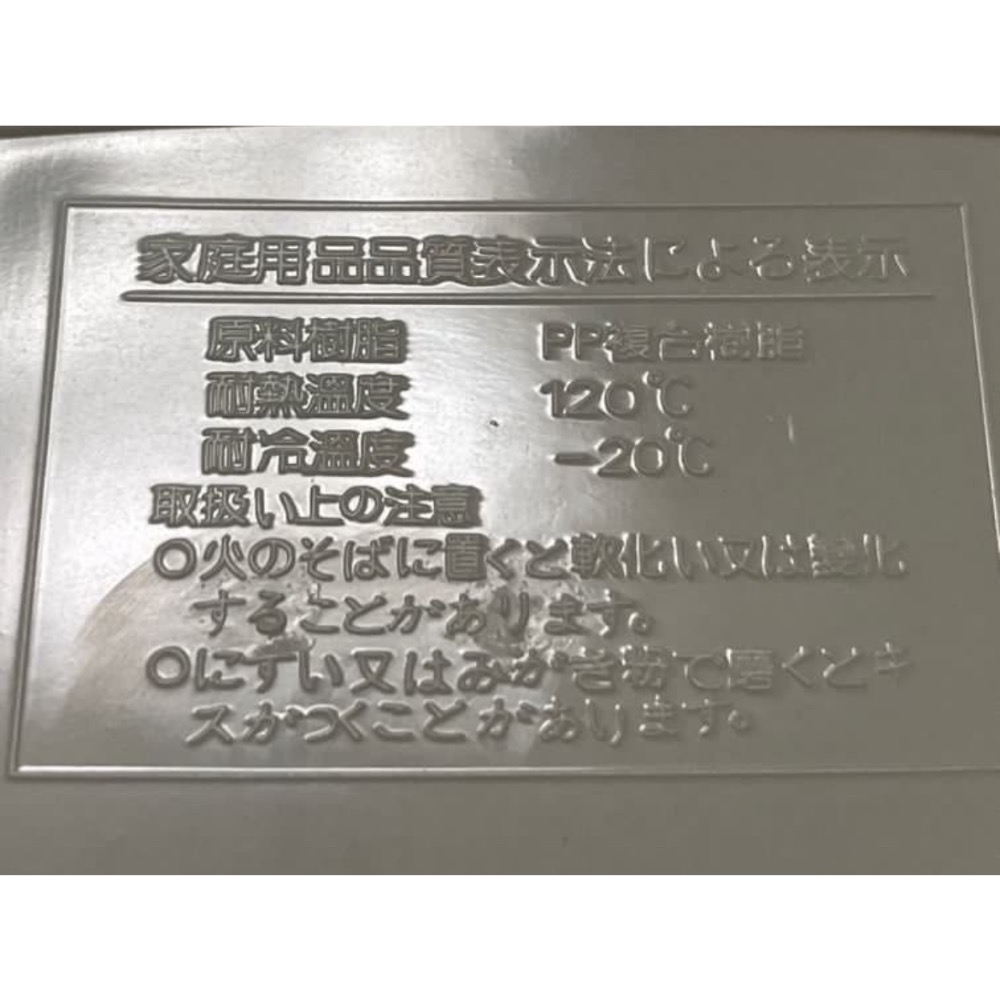 家庭用品品質表示法による表示
原料樹脂 PP複合樹脂
耐熱温度 120℃
耐冷温度 -20℃
取扱い上の注意
○火のそばに置くと軟化い又は変化
することがあります。
○にすい又はみがき粉で磨くとキ
スがつくことがあります。